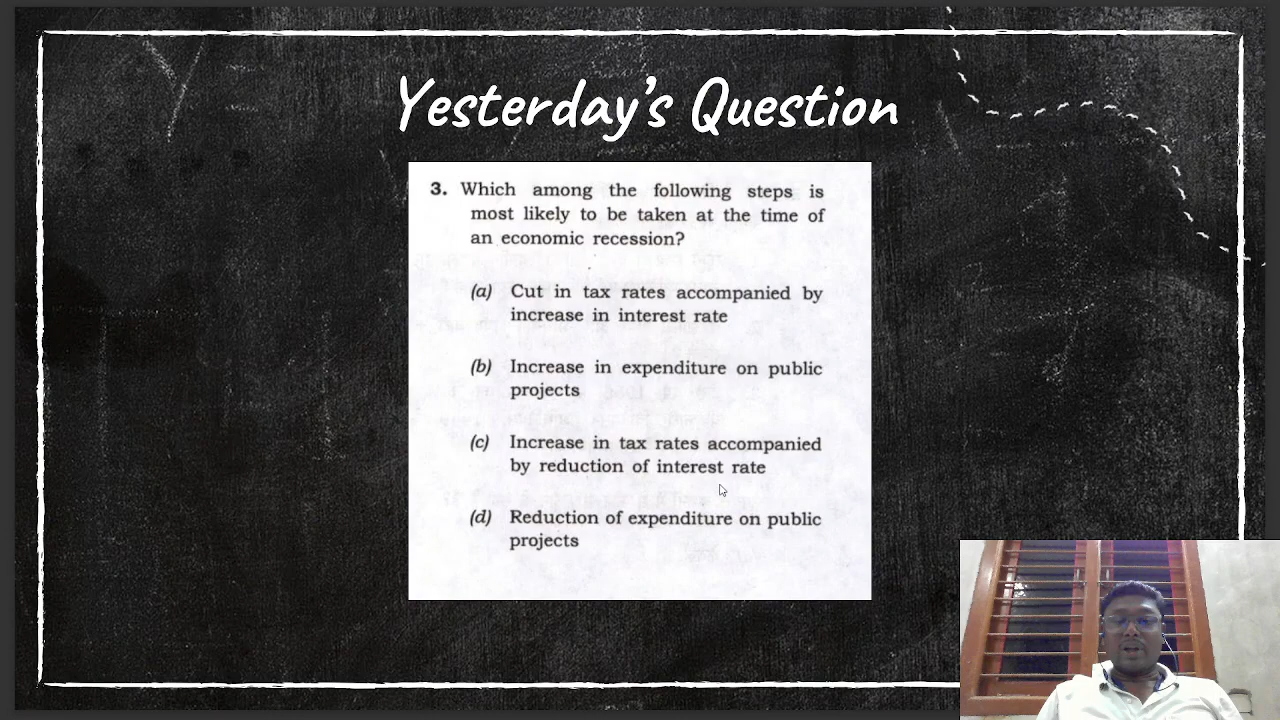 Yesterday's Question
3. Which among the following steps is
most likely to be taken at the time of
an economic recession?
(a) Cut in tax rates accompanied by
increase in interest rate
(b) Increase in expenditure on public
projects
(c) Increase in tax rates accompanied
by reduction of interest rate
(d) Reduction of expenditure on public
projects